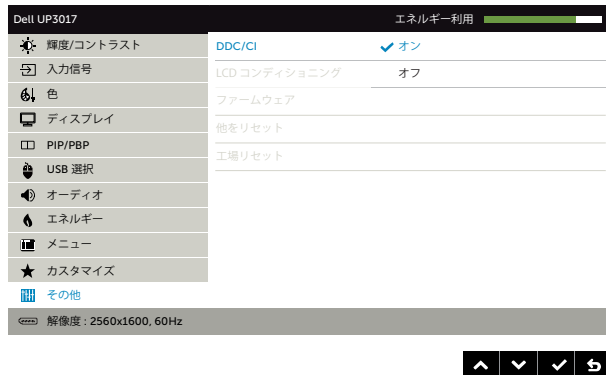 Dell UP3017 エネルギー利用
輝度/コントラスト DDC/CI オン
入力信号 LCD コンディショニング オフ
色 ファームウェア
ディスプレイ 他をリセット
PIP/PBP 工場リセット
USB 選択
オーディオ
エネルギー
メニュー
カスタマイズ
その他
解像度 : 2560x1600, 60Hz